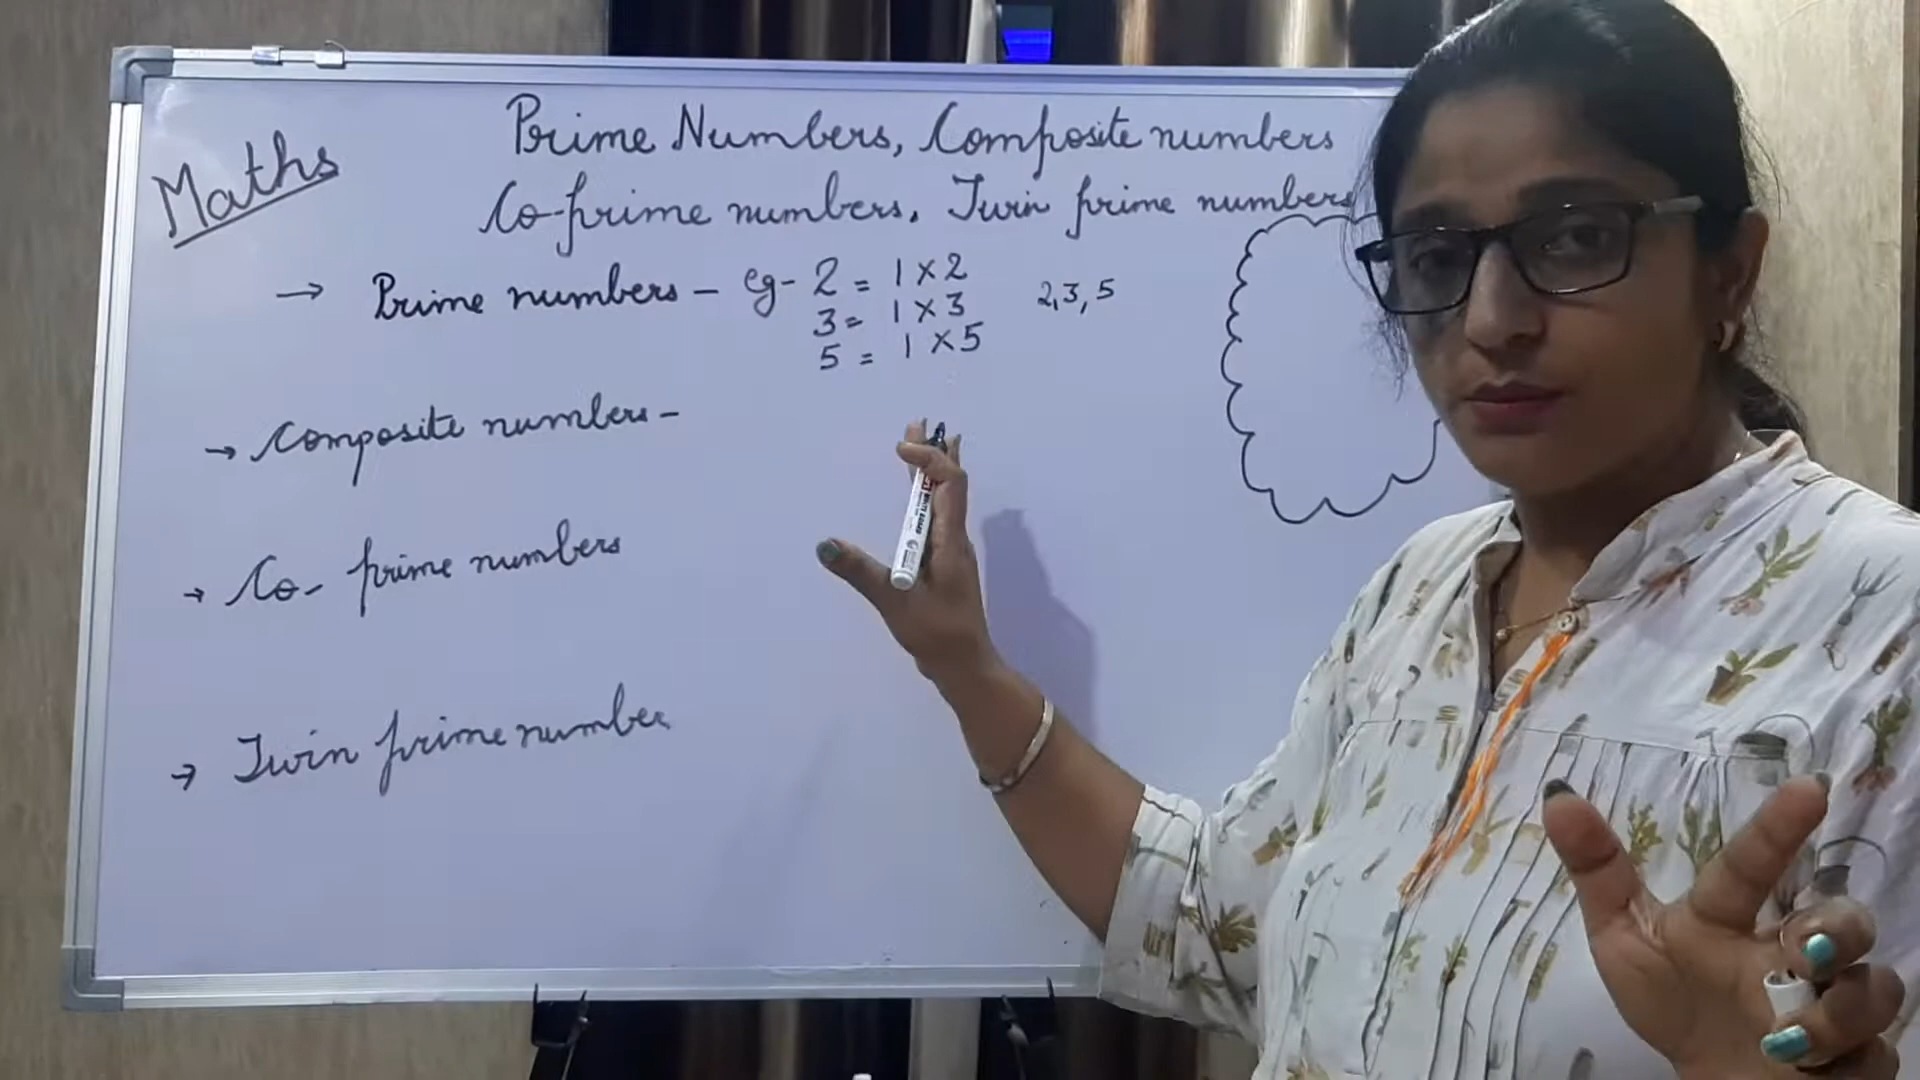 Maths
Prime Numbers, Composite numbers
Co-prime numbers, Twin prime numbers
→ Prime numbers - eg- 2 = 1 × 2
3 = 1 × 3
5 = 1 × 5
2, 3, 5
→ Composite numbers -
→ Co- prime numbers
→ Twin prime number